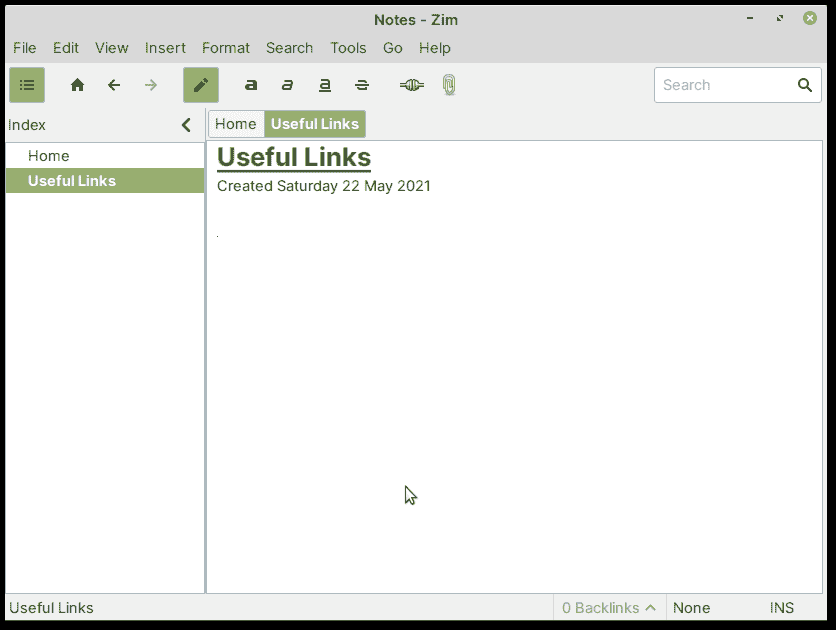 Notes - Zim
File Edit View Insert Format Search Tools Go Help
a a a a Search
Index
Home Useful Links
Home
Useful Links
Useful Links
Created Saturday 22 May 2021
Useful Links
0 Backlinks
None
INS